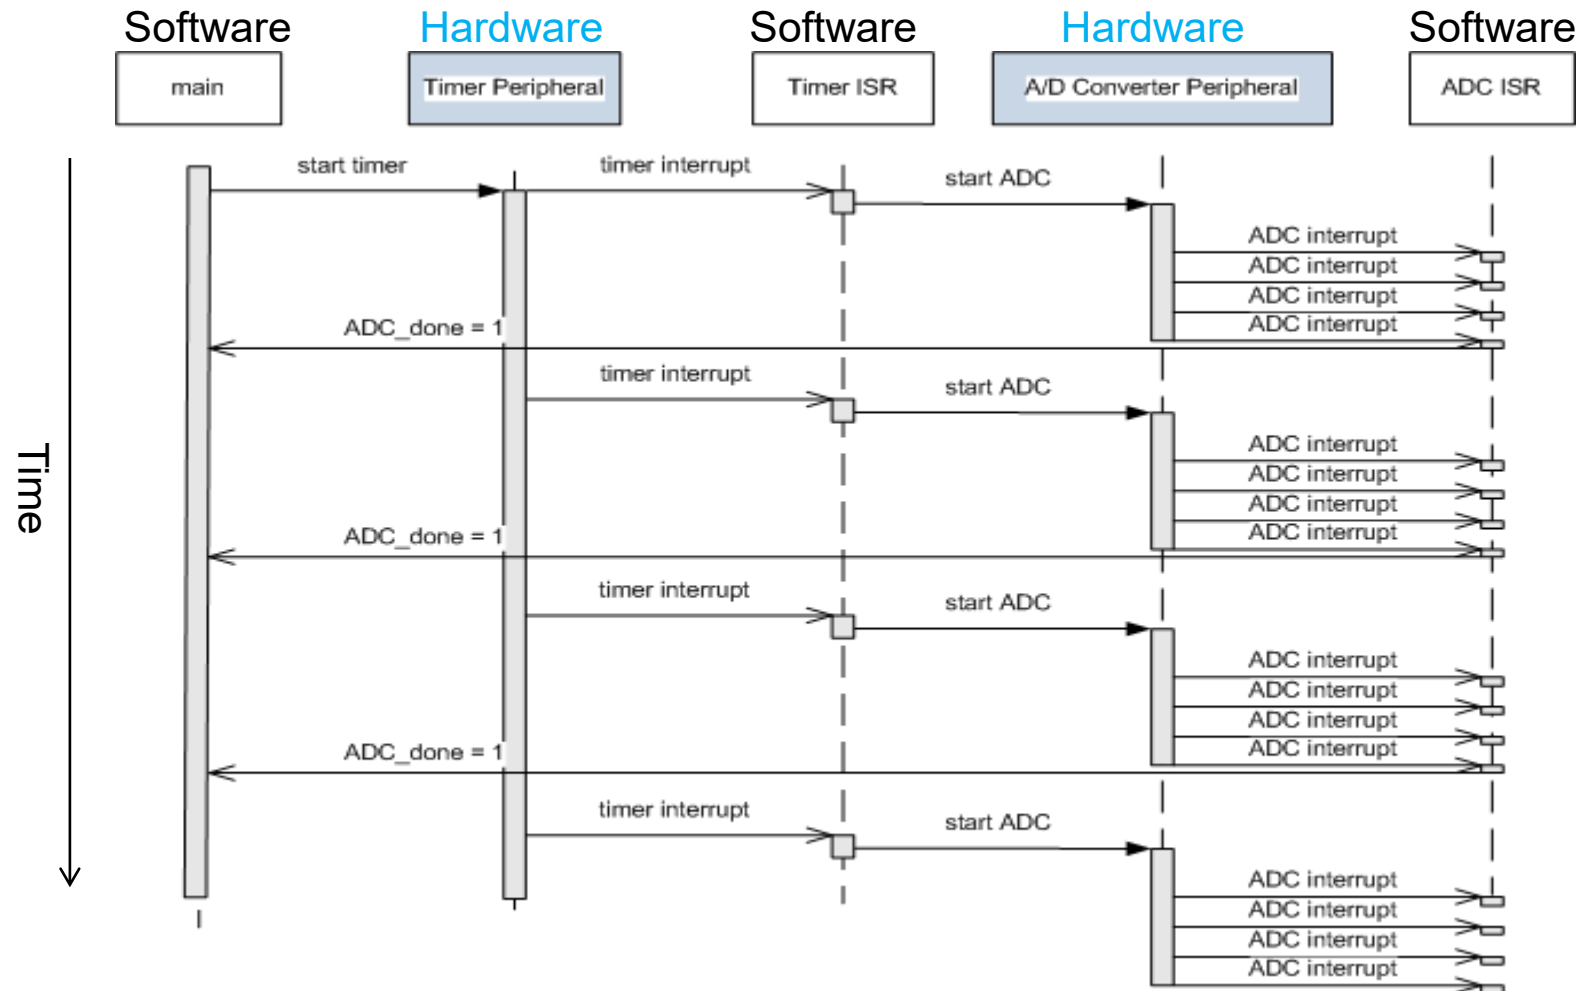 Software Hardware Software Hardware Software
main Timer Peripheral Timer ISR A/D Converter Peripheral ADC ISR
start timer timer interrupt start ADC
ADC interrupt
ADC interrupt
ADC interrupt
ADC_done = 1 ADC interrupt
timer interrupt start ADC
ADC interrupt
ADC interrupt
Time
ADC interrupt
ADC_done = 1 ADC interrupt
timer interrupt start ADC
ADC interrupt
ADC interrupt
ADC interrupt
ADC_done = 1 ADC interrupt
timer interrupt start ADC
ADC interrupt
ADC interrupt
ADC interrupt
ADC interrupt